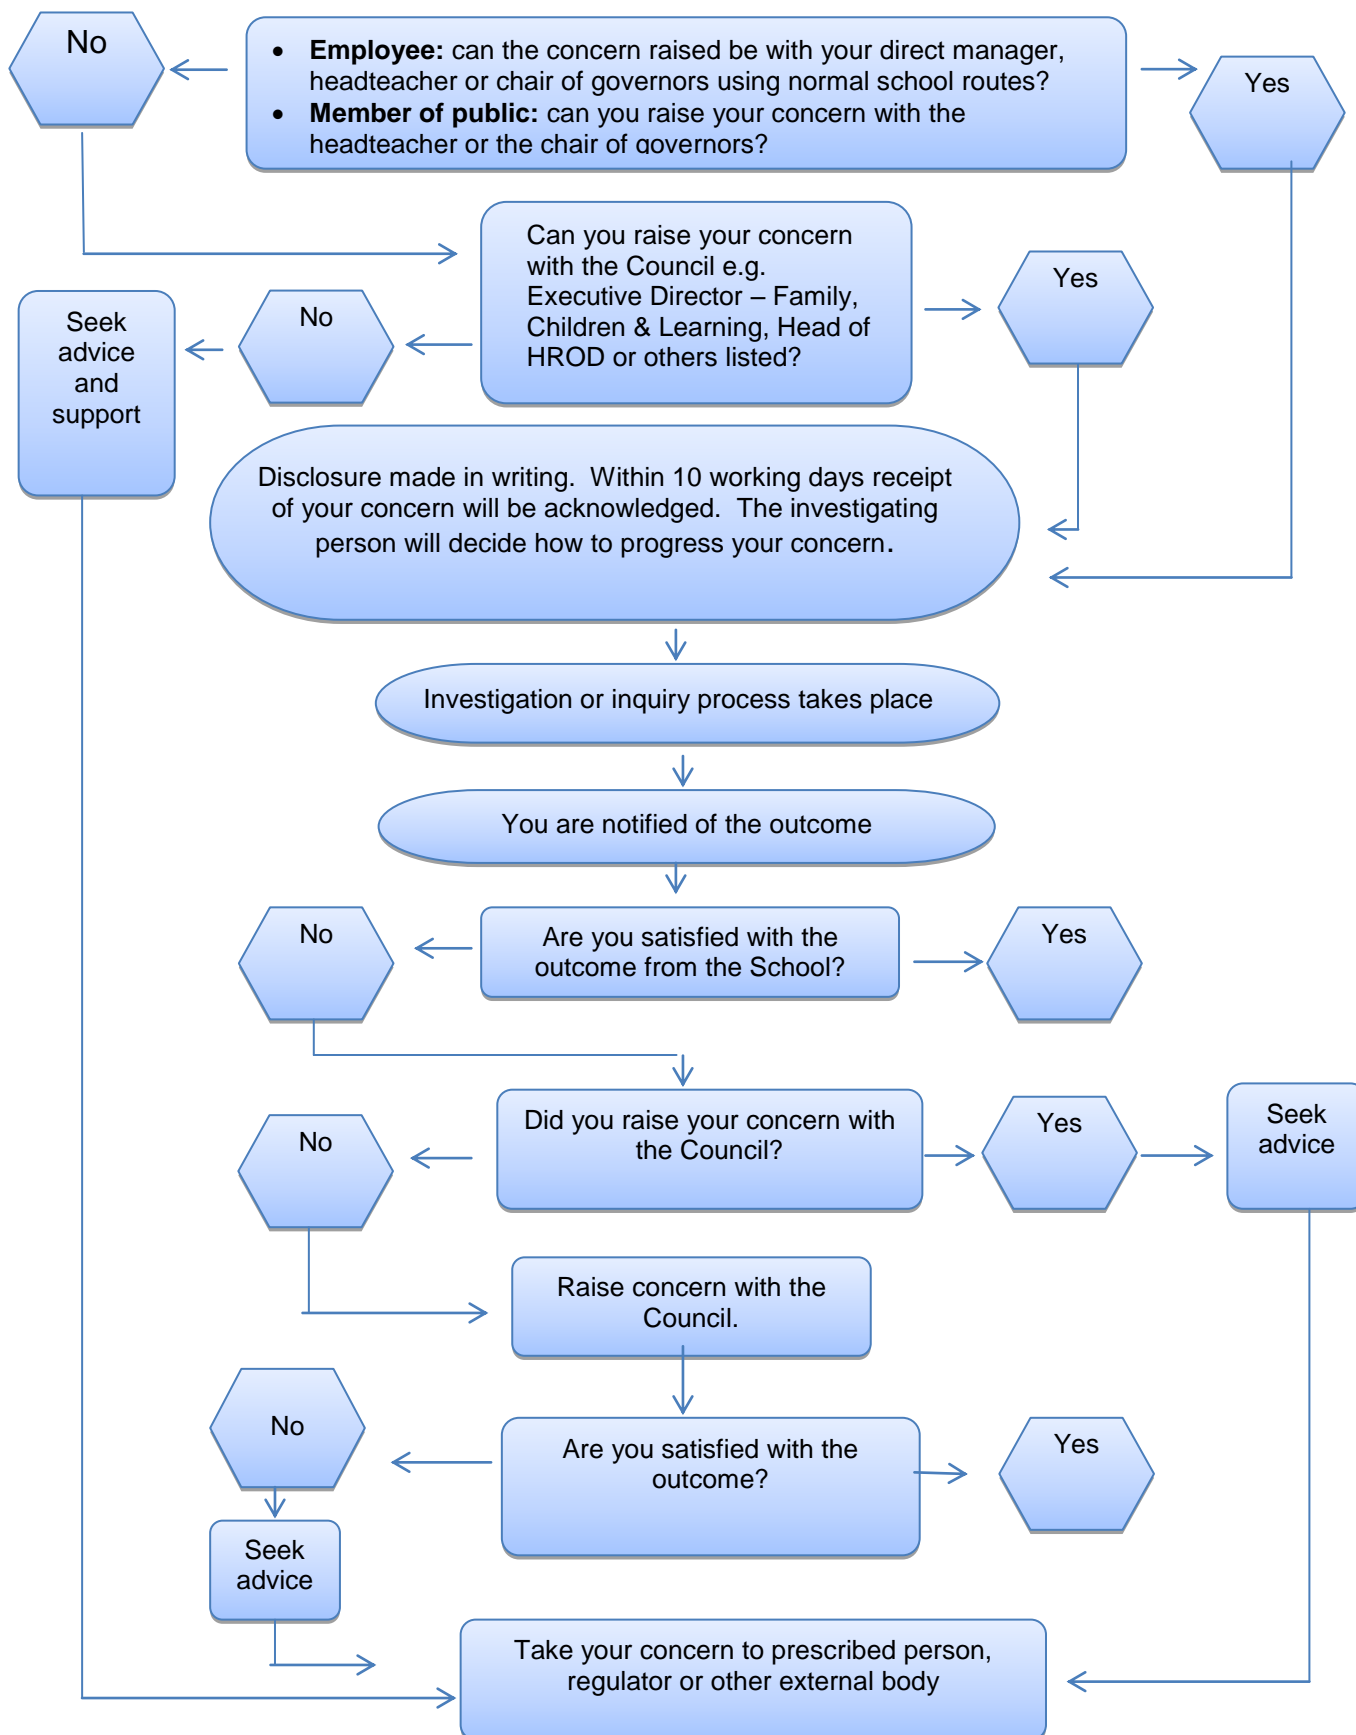 No
• Employee: can the concern raised be with your direct manager,
headteacher or chair of governors using normal school routes?
• Member of public: can you raise your concern with the
headteacher or the chair of governors?
Yes
Can you raise your concern
with the Council e.g.
Executive Director – Family,
Children & Learning, Head of
HROD or others listed?
Yes
No
Seek
advice
and
support
Disclosure made in writing.  Within 10 working days receipt
of your concern will be acknowledged.  The investigating
person will decide how to progress your concern.
Investigation or inquiry process takes place
You are notified of the outcome
No
Are you satisfied with the
outcome from the School?
Yes
No
Did you raise your concern with
the Council?
Yes
Seek
advice
Raise concern with the
Council.
No
Are you satisfied with the
outcome?
Yes
Seek
advice
Take your concern to prescribed person,
regulator or other external body